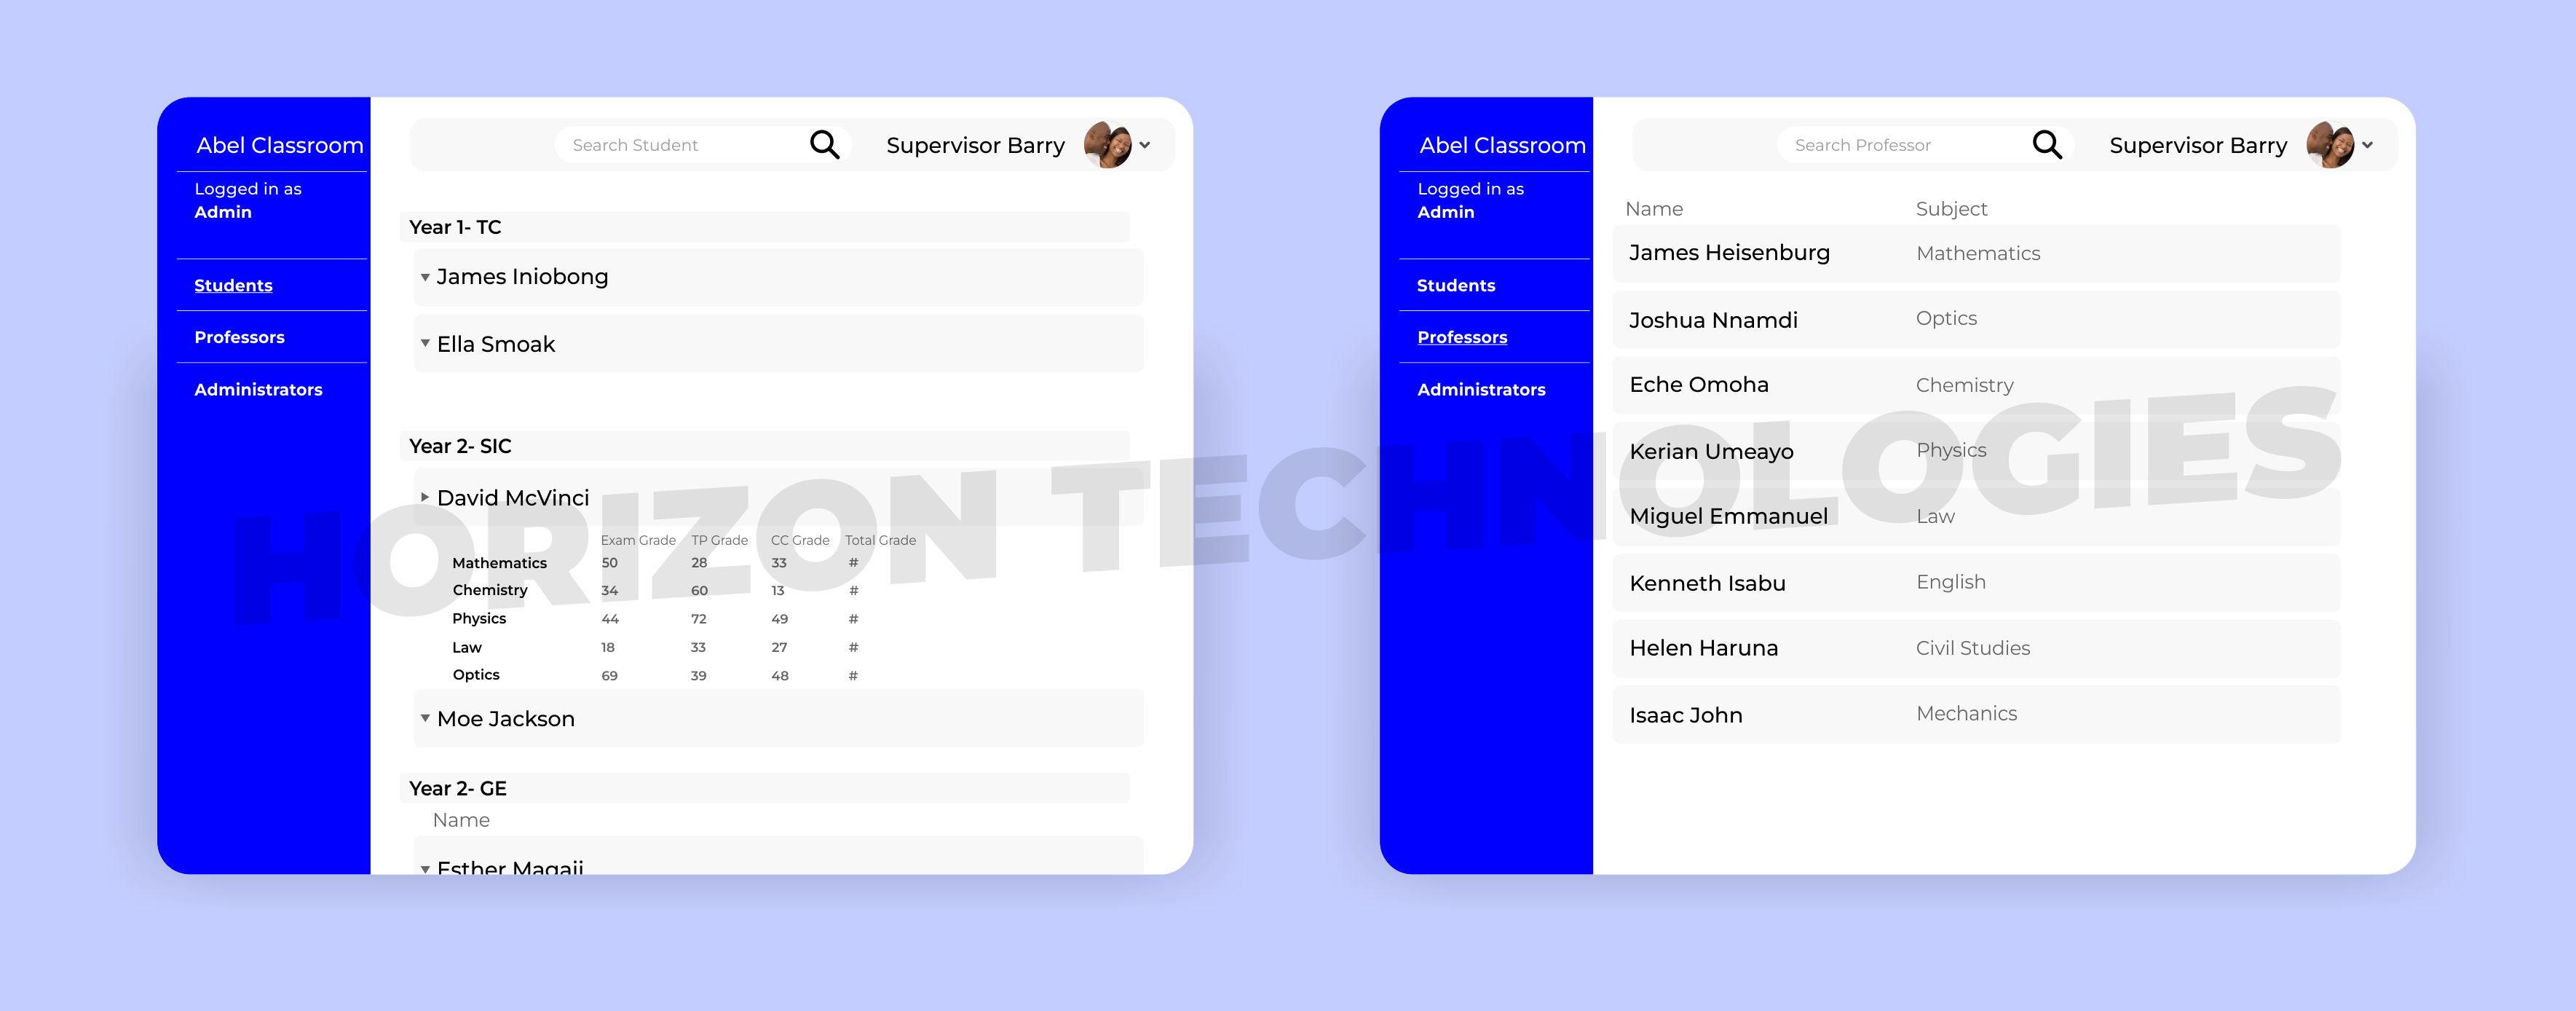 Abel Classroom
Logged in as
Admin
Students
Professors
Administrators
Search Student
Supervisor Barry
Year 1- TC
James Iniobong
Ella Smoak
Year 2- SIC
David McVinci
Exam Grade TP Grade CC Grade Total Grade
Mathematics 50 28 33 #
Chemistry 34 60 13 #
Physics 44 72 49 #
Law 18 33 27 #
Optics 69 39 48 #
Moe Jackson
Year 2- GE
Name
Esther Magaji
Abel Classroom
Logged in as
Admin
Students
Professors
Administrators
Search Professor
Supervisor Barry
Name Subject
James Heisenburg Mathematics
Joshua Nnamdi Optics
Eche Omoha Chemistry
Kerian Umeayo Physics
Miguel Emmanuel Law
Kenneth Isabu English
Helen Haruna Civil Studies
Isaac John Mechanics
HORIZON TECHNOLOGIES